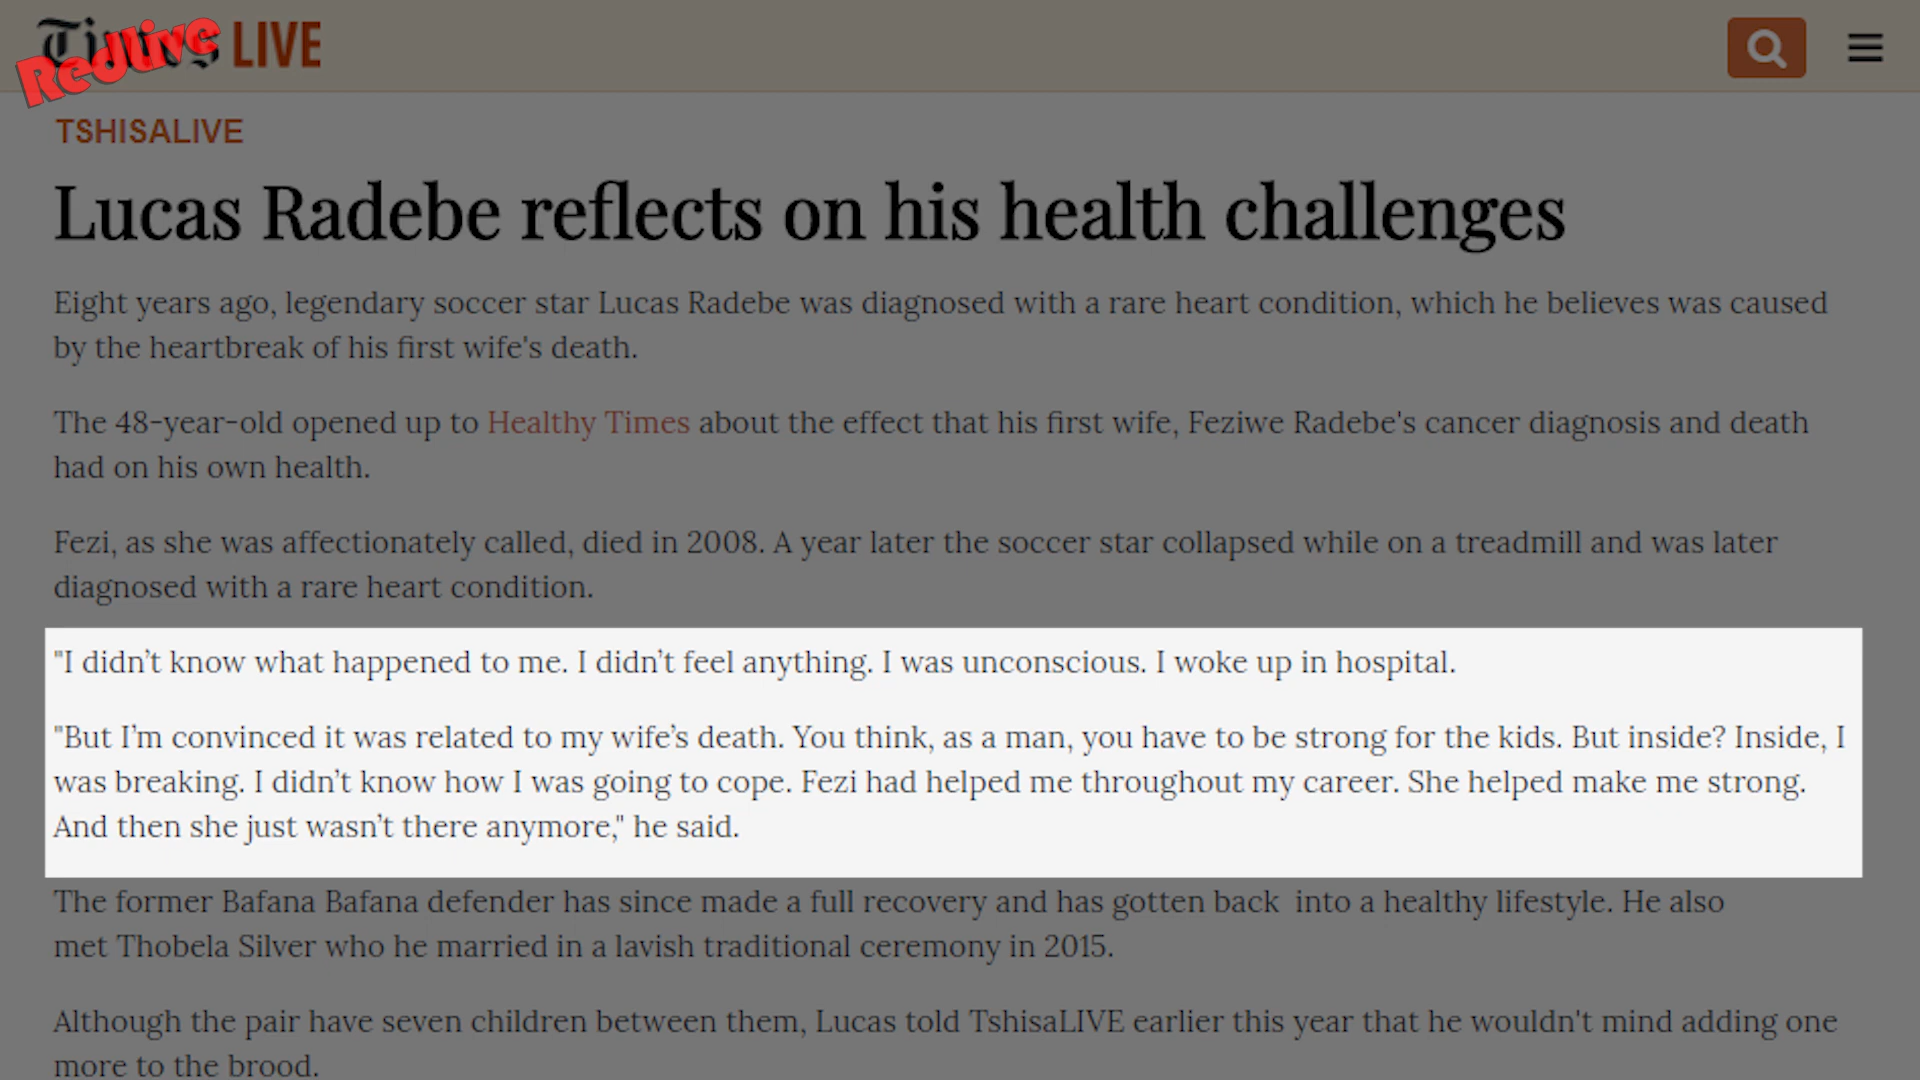 Times LIVE
Redlive
TSHISALIVE
Lucas Radebe reflects on his health challenges
Eight years ago, legendary soccer star Lucas Radebe was diagnosed with a rare heart condition, which he believes was caused
by the heartbreak of his first wife's death.
The 48-year-old opened up to Healthy Times about the effect that his first wife, Feziwe Radebe's cancer diagnosis and death
had on his own health.
Fezi, as she was affectionately called, died in 2008. A year later the soccer star collapsed while on a treadmill and was later
diagnosed with a rare heart condition.
"I didn’t know what happened to me. I didn’t feel anything. I was unconscious. I woke up in hospital.
"But I’m convinced it was related to my wife’s death. You think, as a man, you have to be strong for the kids. But inside? Inside, I
was breaking. I didn’t know how I was going to cope. Fezi had helped me throughout my career. She helped make me strong.
And then she just wasn’t there anymore," he said.
The former Bafana Bafana defender has since made a full recovery and has gotten back into a healthy lifestyle. He also
met Thobela Silver who he married in a lavish traditional ceremony in 2015.
Although the pair have seven children between them, Lucas told TshisaLIVE earlier this year that he wouldn't mind adding one
more to the brood.